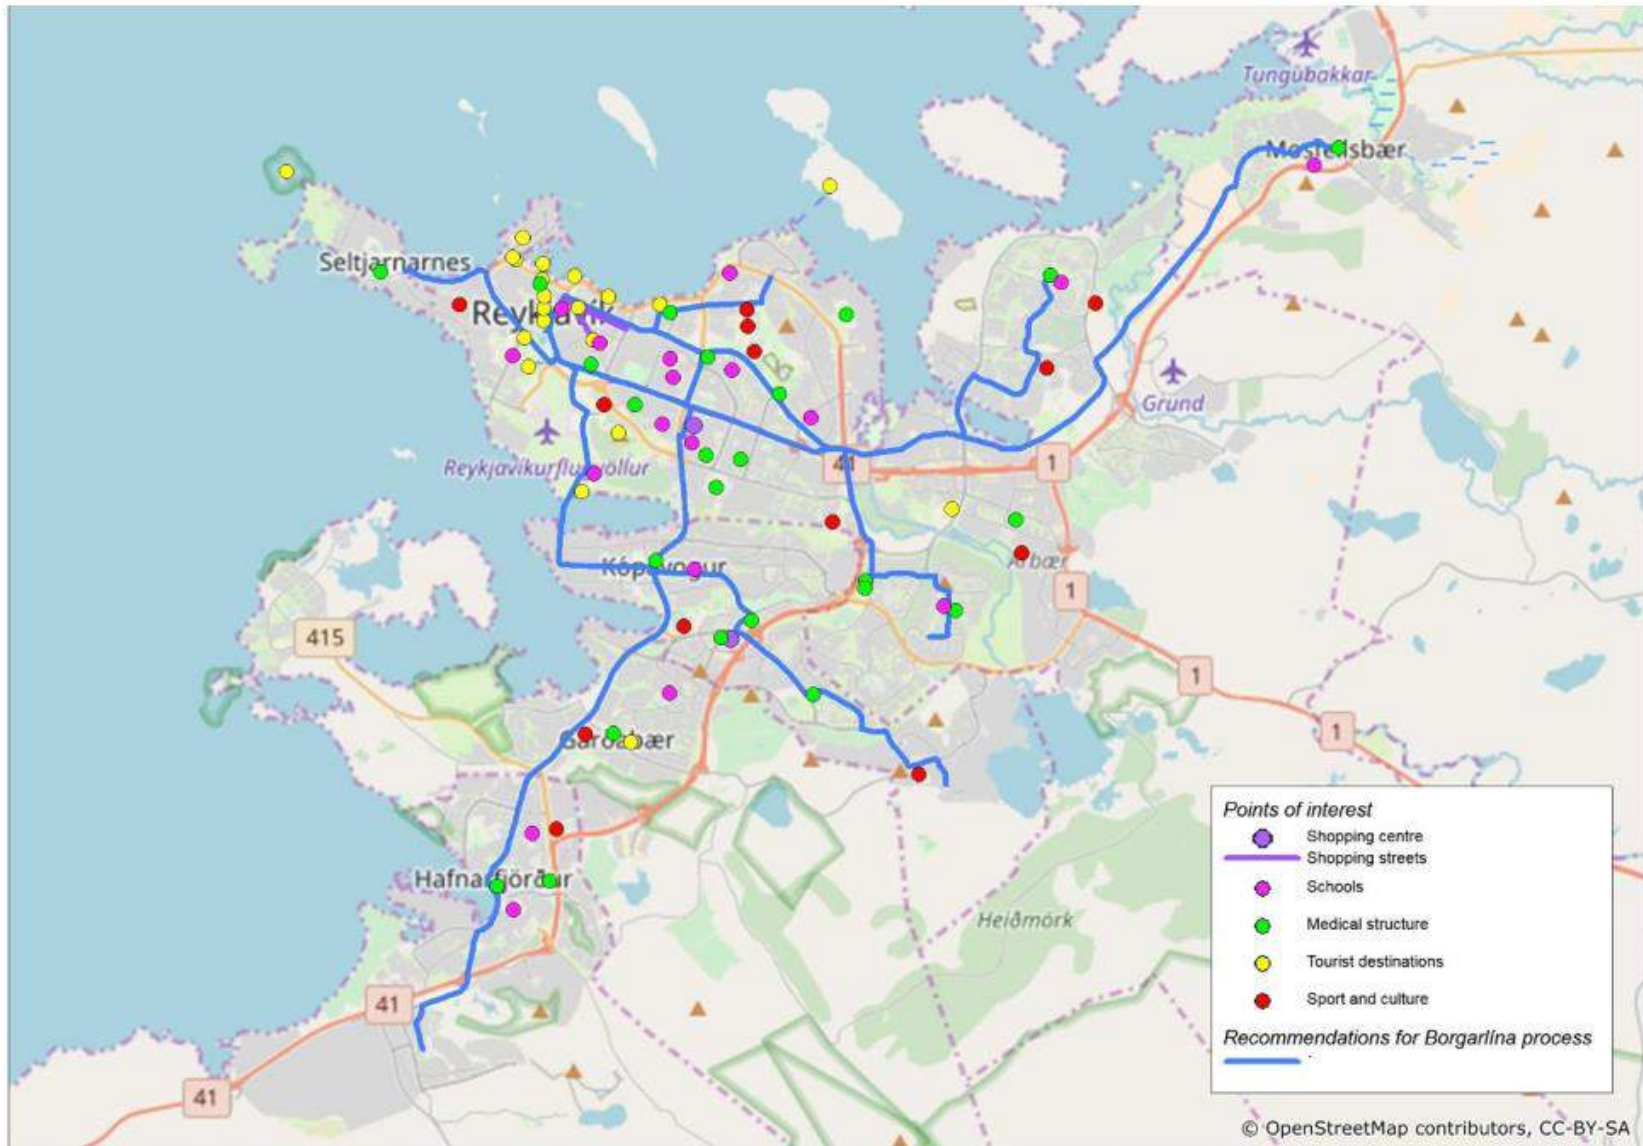 Tungubakkar
Mosfellsbær
Seltjarnarnes
Reykjavík
Grund
41
1
Reykjavíkurflugvöllur
Kópavogur
Árbær
1
415
1
1
Garðabær
Points of interest
Shopping centre
Shopping streets
Hafnarfjörður
Schools
Heiðmörk
Medical structure
Tourist destinations
41
Sport and culture
Recommendations for Borgarlína process
41
© OpenStreetMap contributors, CC-BY-SA